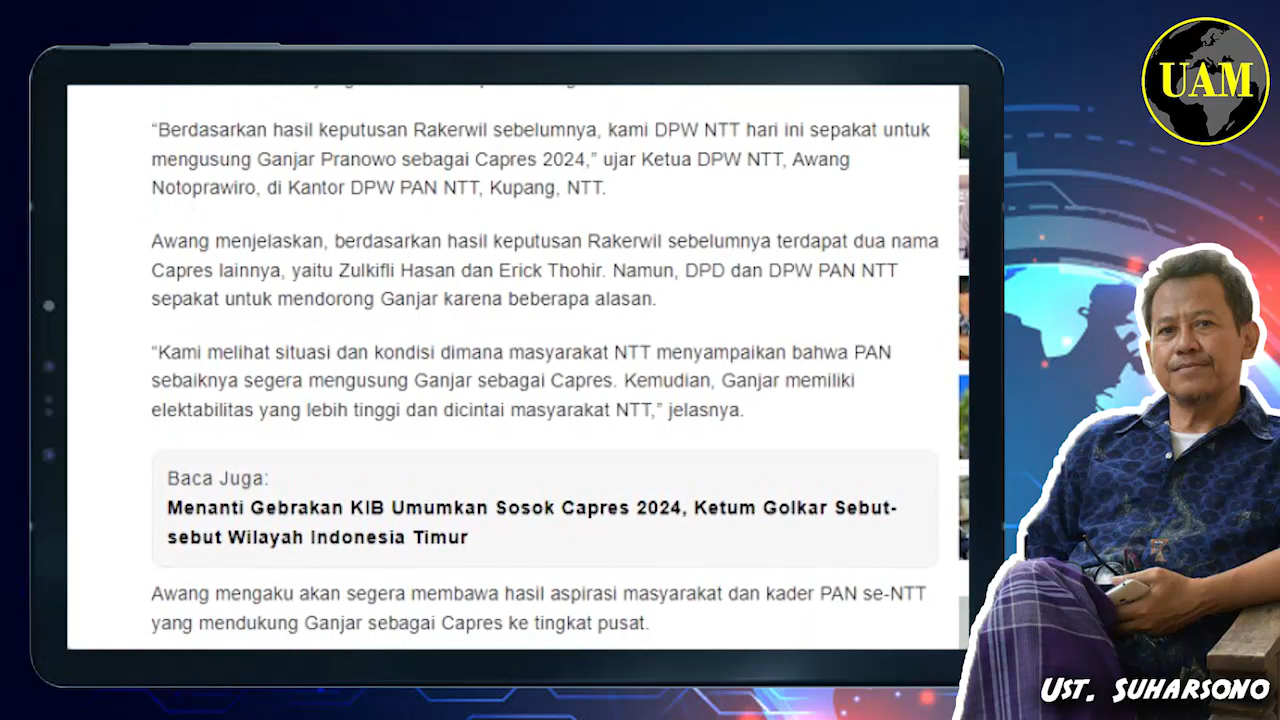 UAM
“Berdasarkan hasil keputusan Rakerwil sebelumnya, kami DPW NTT hari ini sepakat untuk
mengusung Ganjar Pranowo sebagai Capres 2024,” ujar Ketua DPW NTT, Awang
Notoprawiro, di Kantor DPW PAN NTT, Kupang, NTT.
Awang menjelaskan, berdasarkan hasil keputusan Rakerwil sebelumnya terdapat dua nama
Capres lainnya, yaitu Zulkifli Hasan dan Erick Thohir. Namun, DPD dan DPW PAN NTT
sepakat untuk mendorong Ganjar karena beberapa alasan.
“Kami melihat situasi dan kondisi dimana masyarakat NTT menyampaikan bahwa PAN
sebaiknya segera mengusung Ganjar sebagai Capres. Kemudian, Ganjar memiliki
elektabilitas yang lebih tinggi dan dicintai masyarakat NTT,” jelasnya.
Baca Juga:
Menanti Gebrakan KIB Umumkan Sosok Capres 2024, Ketum Golkar Sebut-
sebut Wilayah Indonesia Timur
Awang mengaku akan segera membawa hasil aspirasi masyarakat dan kader PAN se-NTT
yang mendukung Ganjar sebagai Capres ke tingkat pusat.
UST. SUHARSONO